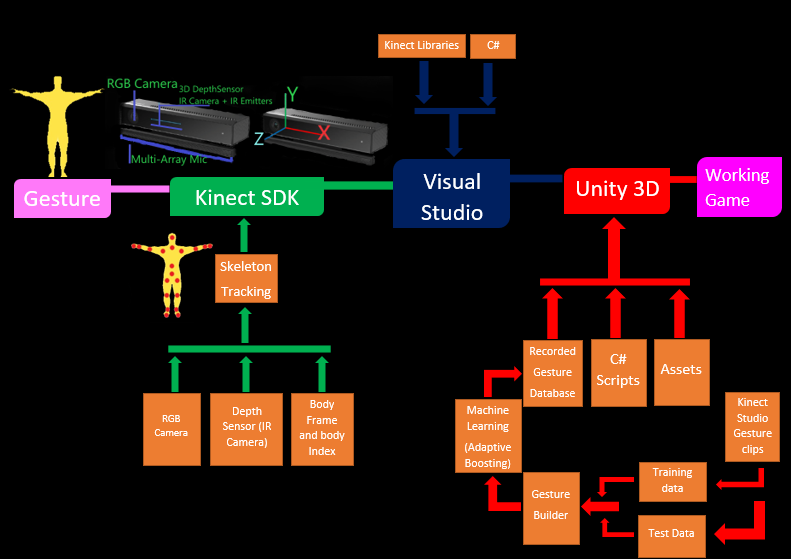 Kinect Libraries
C#
RGB Camera
3D DepthSensor
IR Camera + IR Emitters
Multi-Array Mic
Y
X
Z
Gesture
Kinect SDK
Visual
Studio
Unity 3D
Working
Game
Skeleton
Tracking
RGB
Camera
Depth
Sensor (IR
Camera)
Body
Frame
and body
Index
Recorded
Gesture
Database
C#
Scripts
Assets
Kinect
Studio
Gesture
clips
Machine
Learning
(Adaptive
Boosting)
Gesture
Builder
Training
data
Test Data